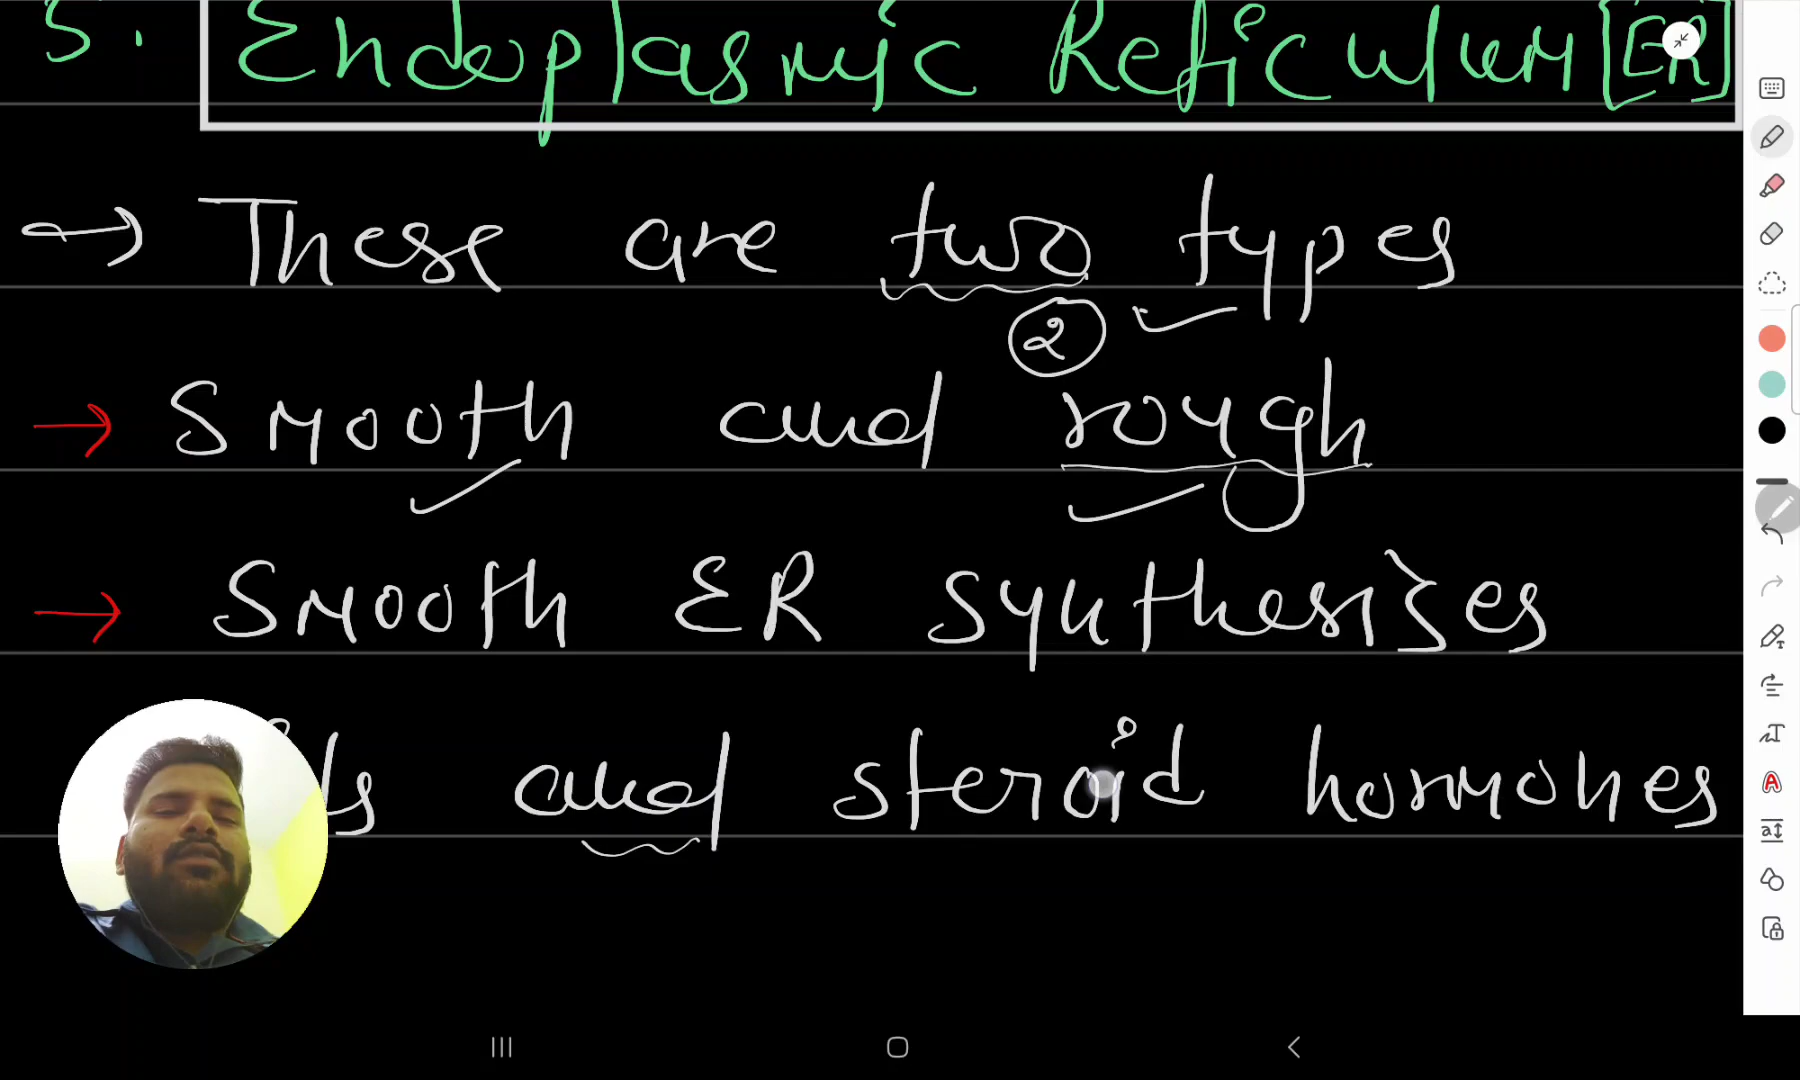 5. Endoplasmic Reticulum [ER]
→ These are two types
2
→ Smooth and rough
→ Smooth ER synthesizes
and steroid hormones